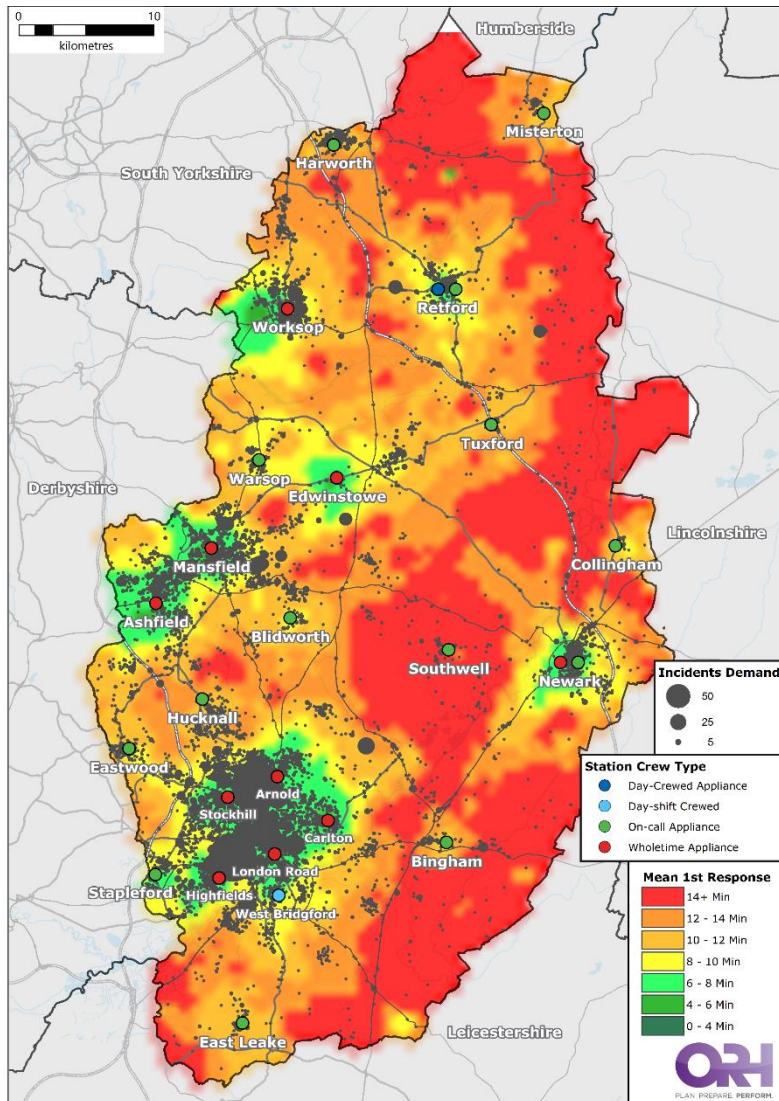 0 10
kilometres
Humberside
Misterton
Harworth
South Yorkshire
Retford
Worksop
Tuxford
Warsop
Edwinstowe
Derbyshire
Lincolnshire
Collingham
Mansfield
Ashfield
Blidworth
Southwell
Newark
Hucknall
Eastwood
Arnold
Stockhill
Carlton
Bingham
London Road
Stapleford
Highfields
West Bridgford
East Leake
Leicestershire
Incidents Demand
50
25
5
Station Crew Type
Day-Crewed Appliance
Day-shift Crewed
On-call Appliance
Wholetime Appliance
Mean 1st Response
14+ Min
12 - 14 Min
10 - 12 Min
8 - 10 Min
6 - 8 Min
4 - 6 Min
0 - 4 Min
ORH
PLAN PREPARE PERFORM.